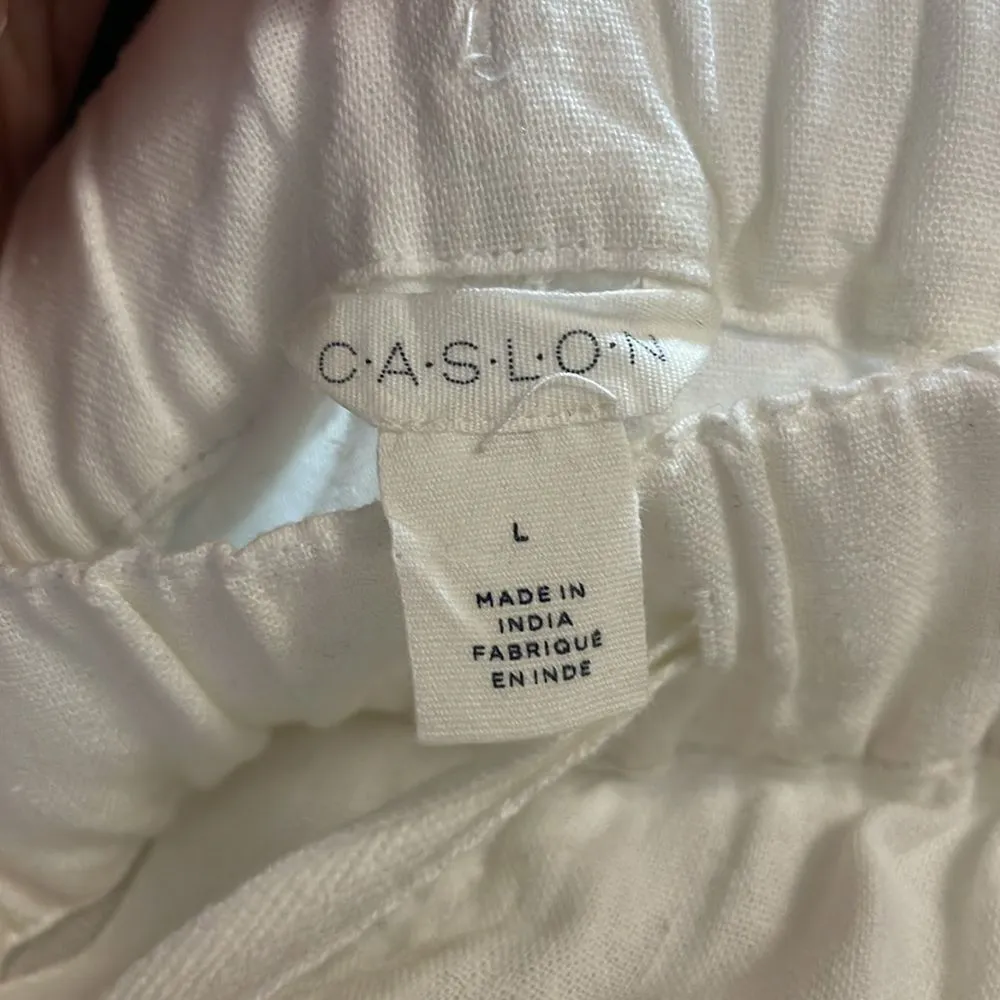 C·A·S·L·O·N
L
MADE IN
INDIA
FABRIQUÉ
EN INDE